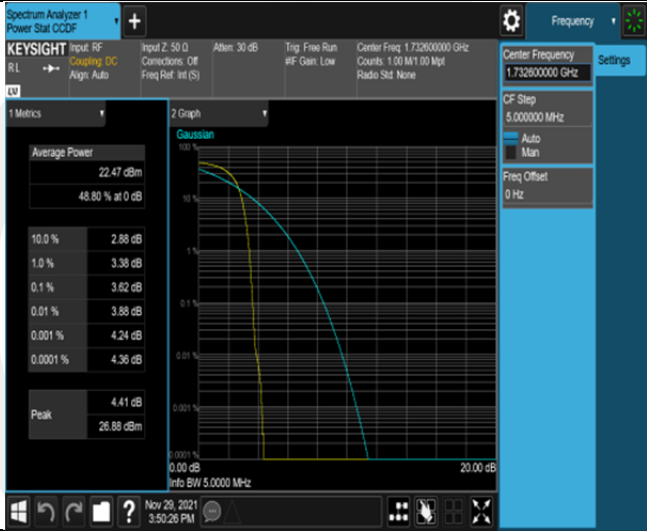 Spectrum Analyzer 1
Power Stat CCDF
+
Frequency
KEYSIGHT
RL
LV
Input: RF
Coupling: DC
Align: Auto
Input Z: 50 Ω
Corrections: Off
Freq Ref: Int (S)
Atten: 30 dB
Trig: Free Run
#IF Gain: Low
Center Freq: 1.732600000 GHz
Counts: 1.00 M/1.00 Mpt
Radio Std: None
Center Frequency
1.732600000 GHz
Settings
CF Step
5.000000 MHz
Auto
Man
Freq Offset
0 Hz
1 Metrics
Average Power
22.47 dBm
48.80 % at 0 dB
10.0 % 2.88 dB
1.0 % 3.38 dB
0.1 % 3.62 dB
0.01 % 3.88 dB
0.001 % 4.24 dB
0.0001 % 4.36 dB
Peak
4.41 dB
26.88 dBm
2 Graph
Gaussian
100 %
10 %
1 %
0.1 %
0.01 %
0.001 %
0.0001 %
0.00 dB
20.00 dB
Info BW 5.0000 MHz
?
Nov 29, 2021
3:50:26 PM